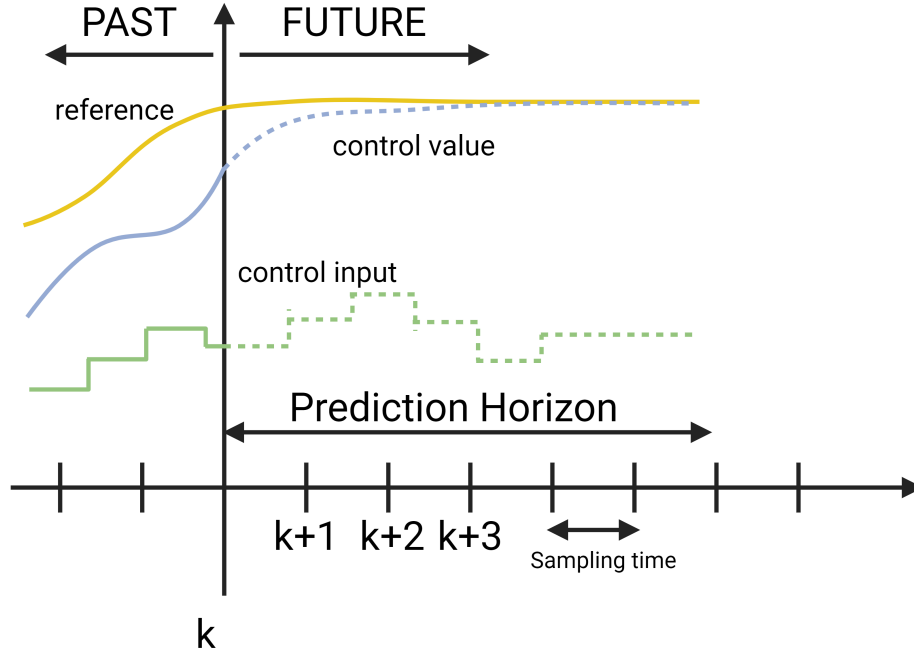 PAST
FUTURE
reference
control value
control input
Prediction Horizon
k+1
k+2
k+3
Sampling time
k